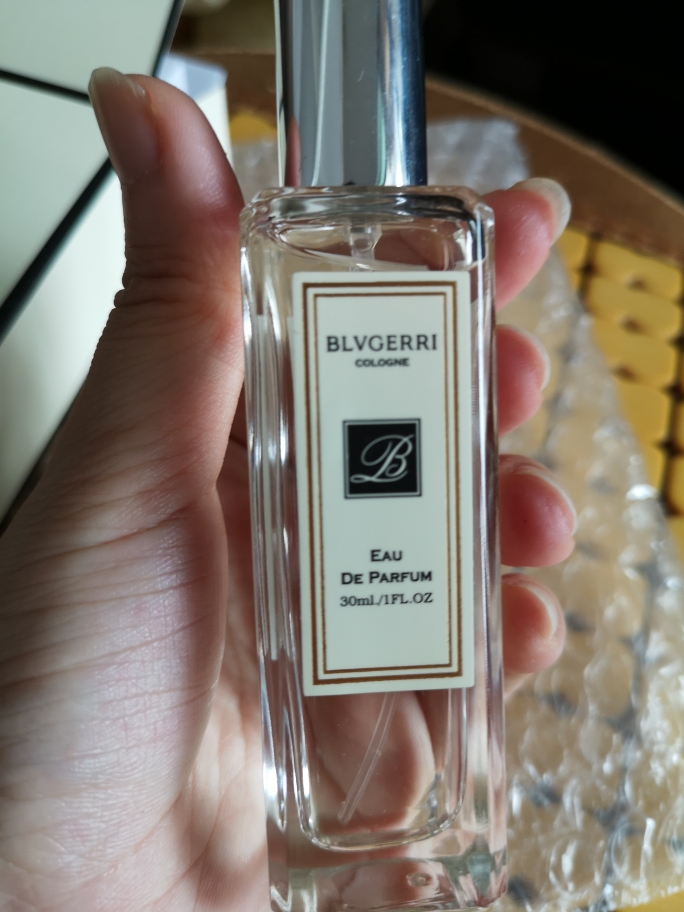 BLVGERRI
COLOGNE
B
EAU
DE PARFUM
30ml./1FL.OZ